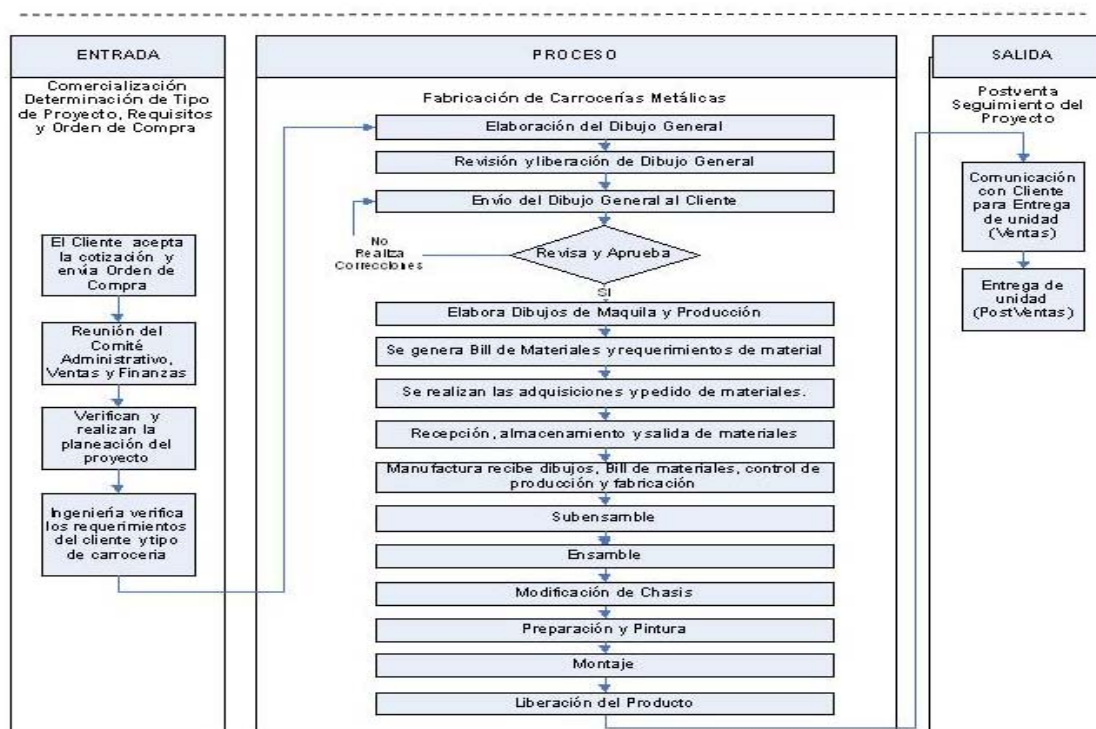 ENTRADA
Comercialización
Determinación de Tipo
de Proyecto, Requisitos
y Orden de Compra
El Cliente acepta
la cotización y
envia Orden de
Compra
Reunión del
Comité
Administrativo,
Ventas y Finanzas
Verifican y
realizan la
planeación del
proyecto
Ingeniería verifica
los requerimientos
del cliente y tipo
de carroceria
PROCESO
Fabricación de Carrocerías Metálicas
Elaboración del Dibujo General
Revisión y liberación de Dibujo General
Envío del Dibujo General al Cliente
No
Realiza
Correcciones
Revisa y Aprueba
SI
Elabora Dibujos de Maquila y Producción
Se genera Bill de Materiales y requerimientos de material
Se realizan las adquisiciones y pedido de materiales.
Recepción, almacenamiento y salida de materiales
Manufactura recibe dibujos, Bill de materiales, control de
producción y fabricación
Subensamble
Ensamble
Modificación de Chasis
Preparación y Pintura
Montaje
Liberación del Producto
SALIDA
Postventa
Seguimiento del
Proyecto
Comunicación
con Cliente
para Entrega
de unidad
(Ventas)
Entrega de
unidad
(PostVentas)